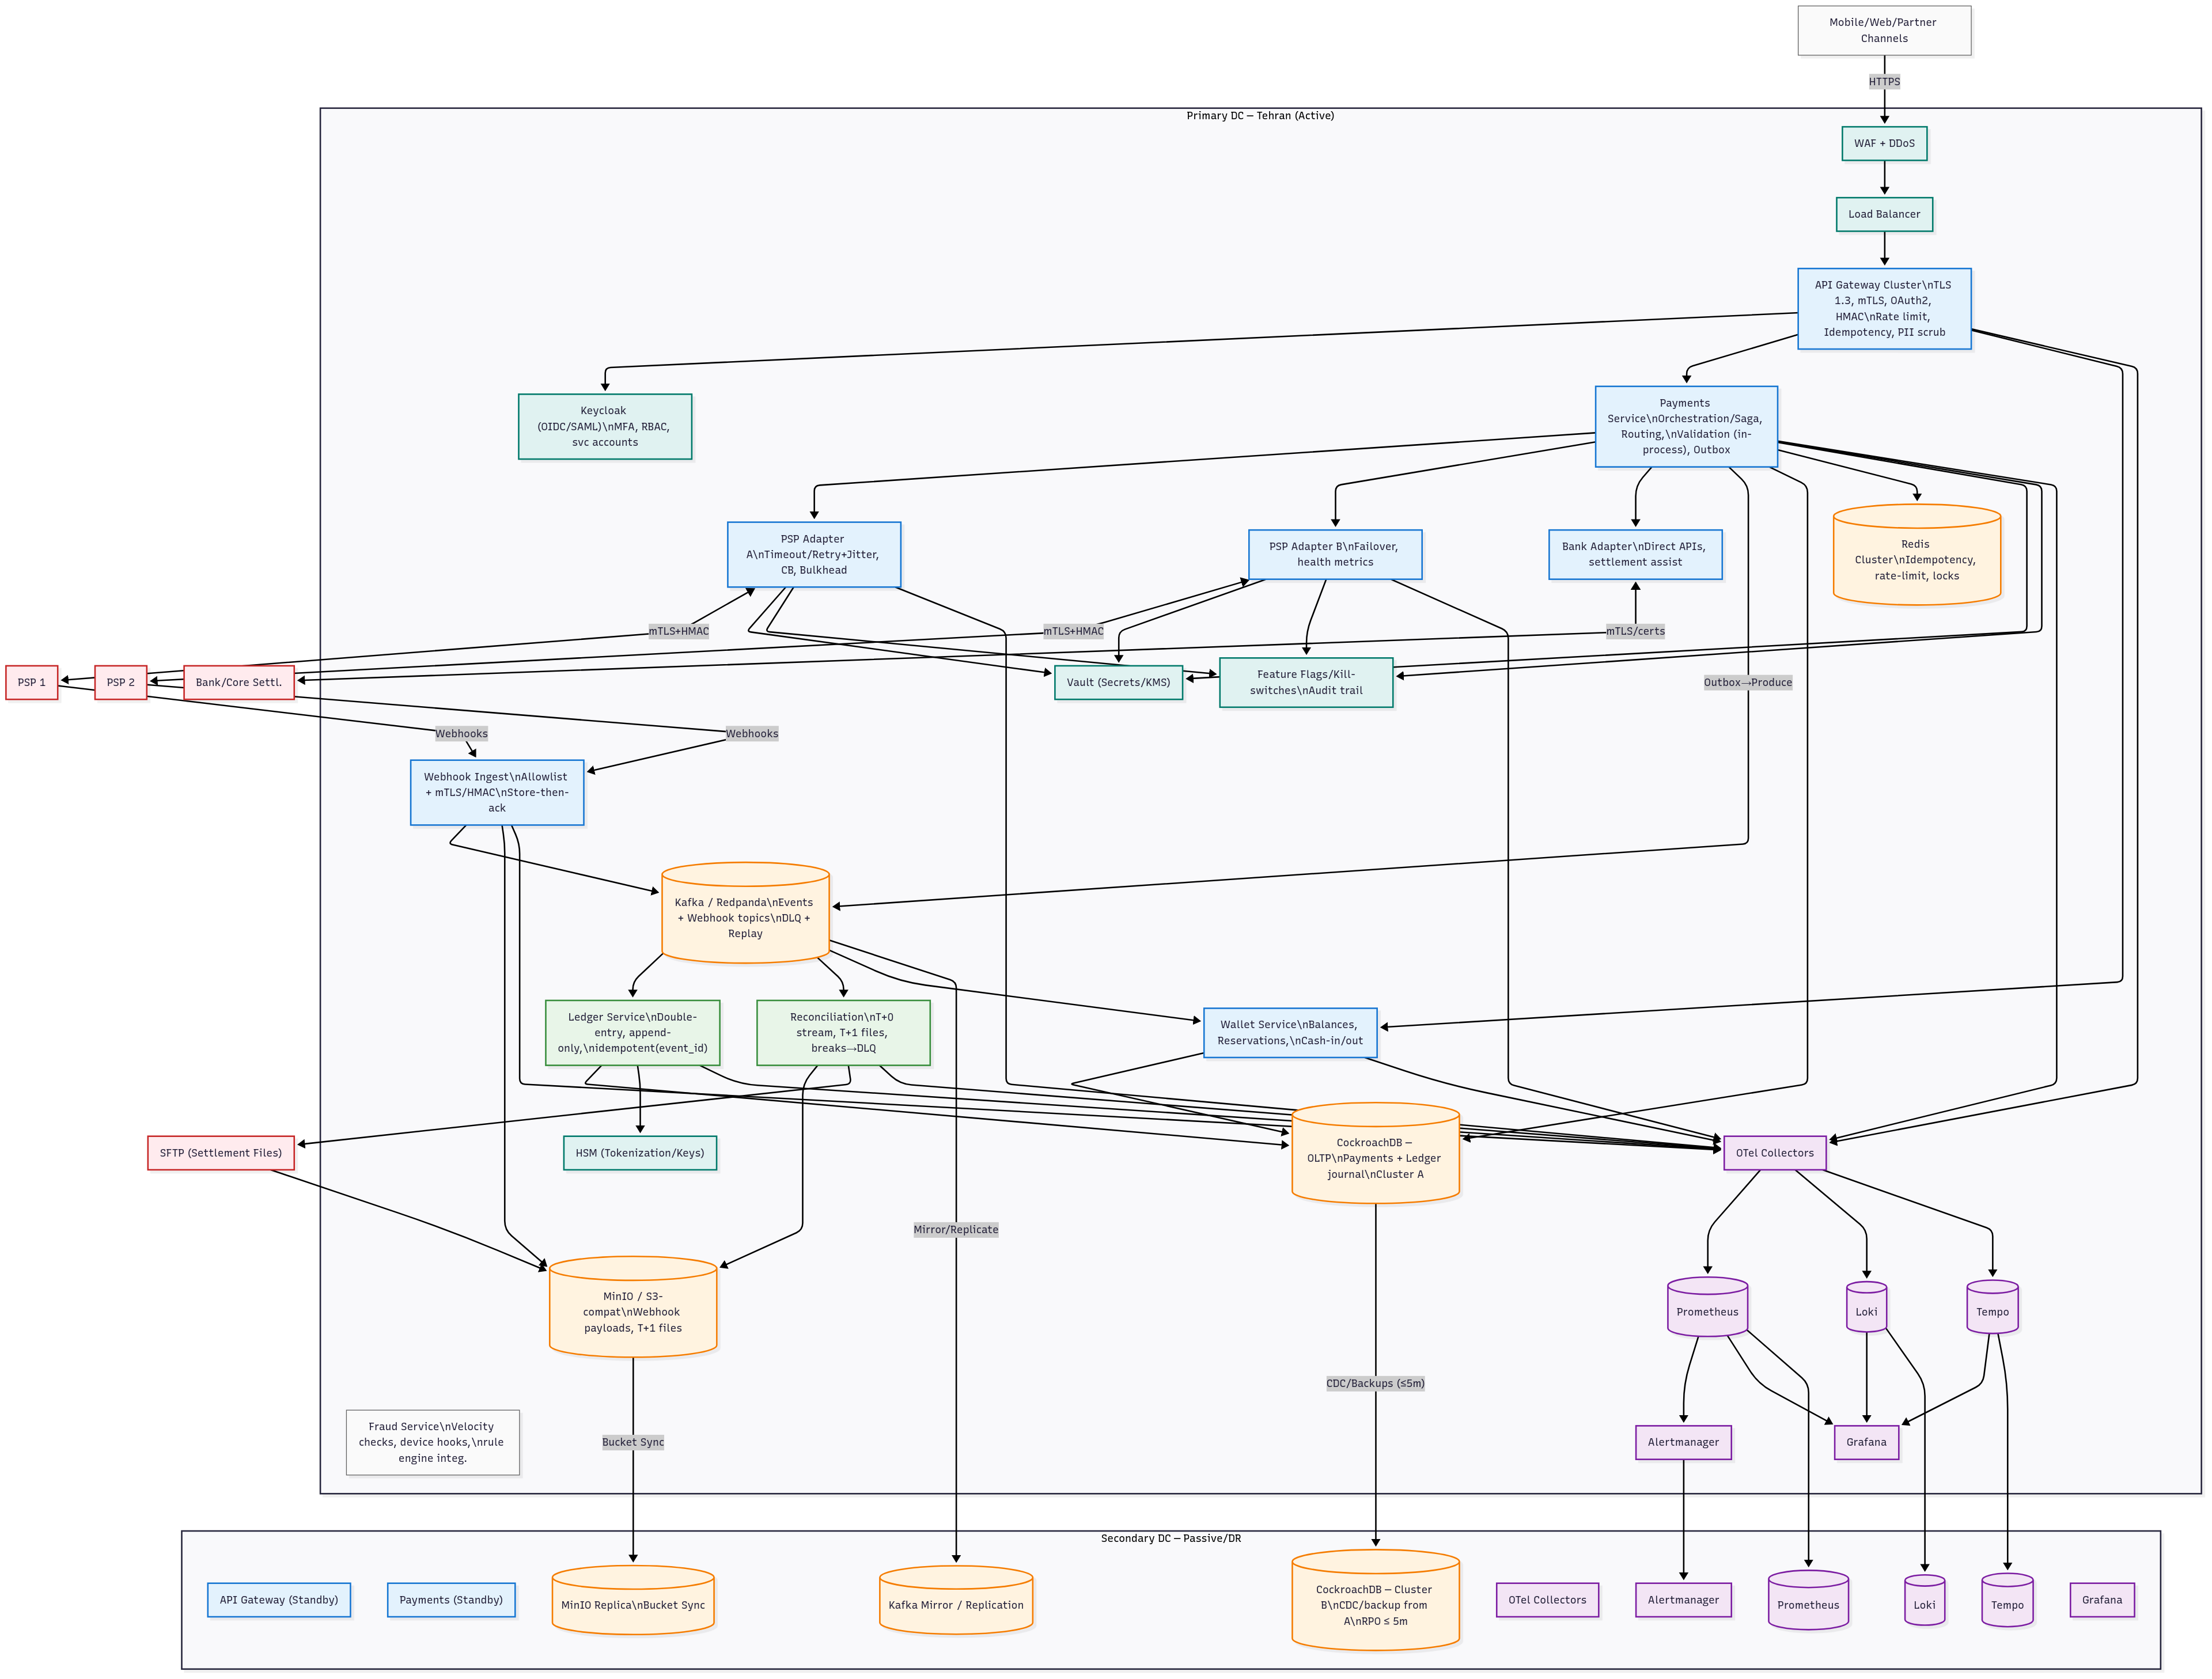 Mobile/Web/Partner
Channels
HTTPS
Primary DC — Tehran (Active)
WAF + DDoS
Load Balancer
API Gateway Cluster\nTLS
1.3, mTLS, OAuth2,
HMAC\nRate limit,
Idempotency, PII scrub
Keycloak
(OIDC/SAML)\nMFA, RBAC,
svc accounts
Payments
Service\nOrchestration/Saga,
Routing,\nValidation (in-
process), Outbox
PSP Adapter
A\nTimeout/Retry+Jitter,
CB, Bulkhead
PSP Adapter B\nFailover,
health metrics
Bank Adapter\nDirect APIs,
settlement assist
Redis
Cluster\nIdempotency,
rate-limit, locks
mTLS+HMAC
mTLS+HMAC
mTLS/certs
PSP 1
PSP 2
Bank/Core Settl.
Vault (Secrets/KMS)
Feature Flags/Kill-
switches\nAudit trail
Outbox→Produce
Webhooks
Webhooks
Webhook Ingest\nAllowlist
+ mTLS/HMAC\nStore-then-
ack
Kafka / Redpanda\nEvents
+ Webhook topics\nDLQ +
Replay
Ledger Service\nDouble-
entry, append-
only,\nidempotent(event_id)
Reconciliation\nT+0
stream, T+1 files,
breaks→DLQ
Wallet Service\nBalances,
Reservations,\nCash-in/out
SFTP (Settlement Files)
HSM (Tokenization/Keys)
CockroachDB —
OLTP\nPayments + Ledger
journal\nCluster A
OTel Collectors
Mirror/Replicate
MinIO / S3-
compat\nWebhook
payloads, T+1 files
Prometheus
Loki
Tempo
CDC/Backups (≤5m)
Fraud Service\nVelocity
checks, device hooks,\nrule
engine integ.
Bucket Sync
Alertmanager
Grafana
Secondary DC — Passive/DR
API Gateway (Standby)
Payments (Standby)
MinIO Replica\nBucket Sync
Kafka Mirror / Replication
CockroachDB — Cluster
B\nCDC/backup from
A\nRPO ≤ 5m
OTel Collectors
Alertmanager
Prometheus
Loki
Tempo
Grafana